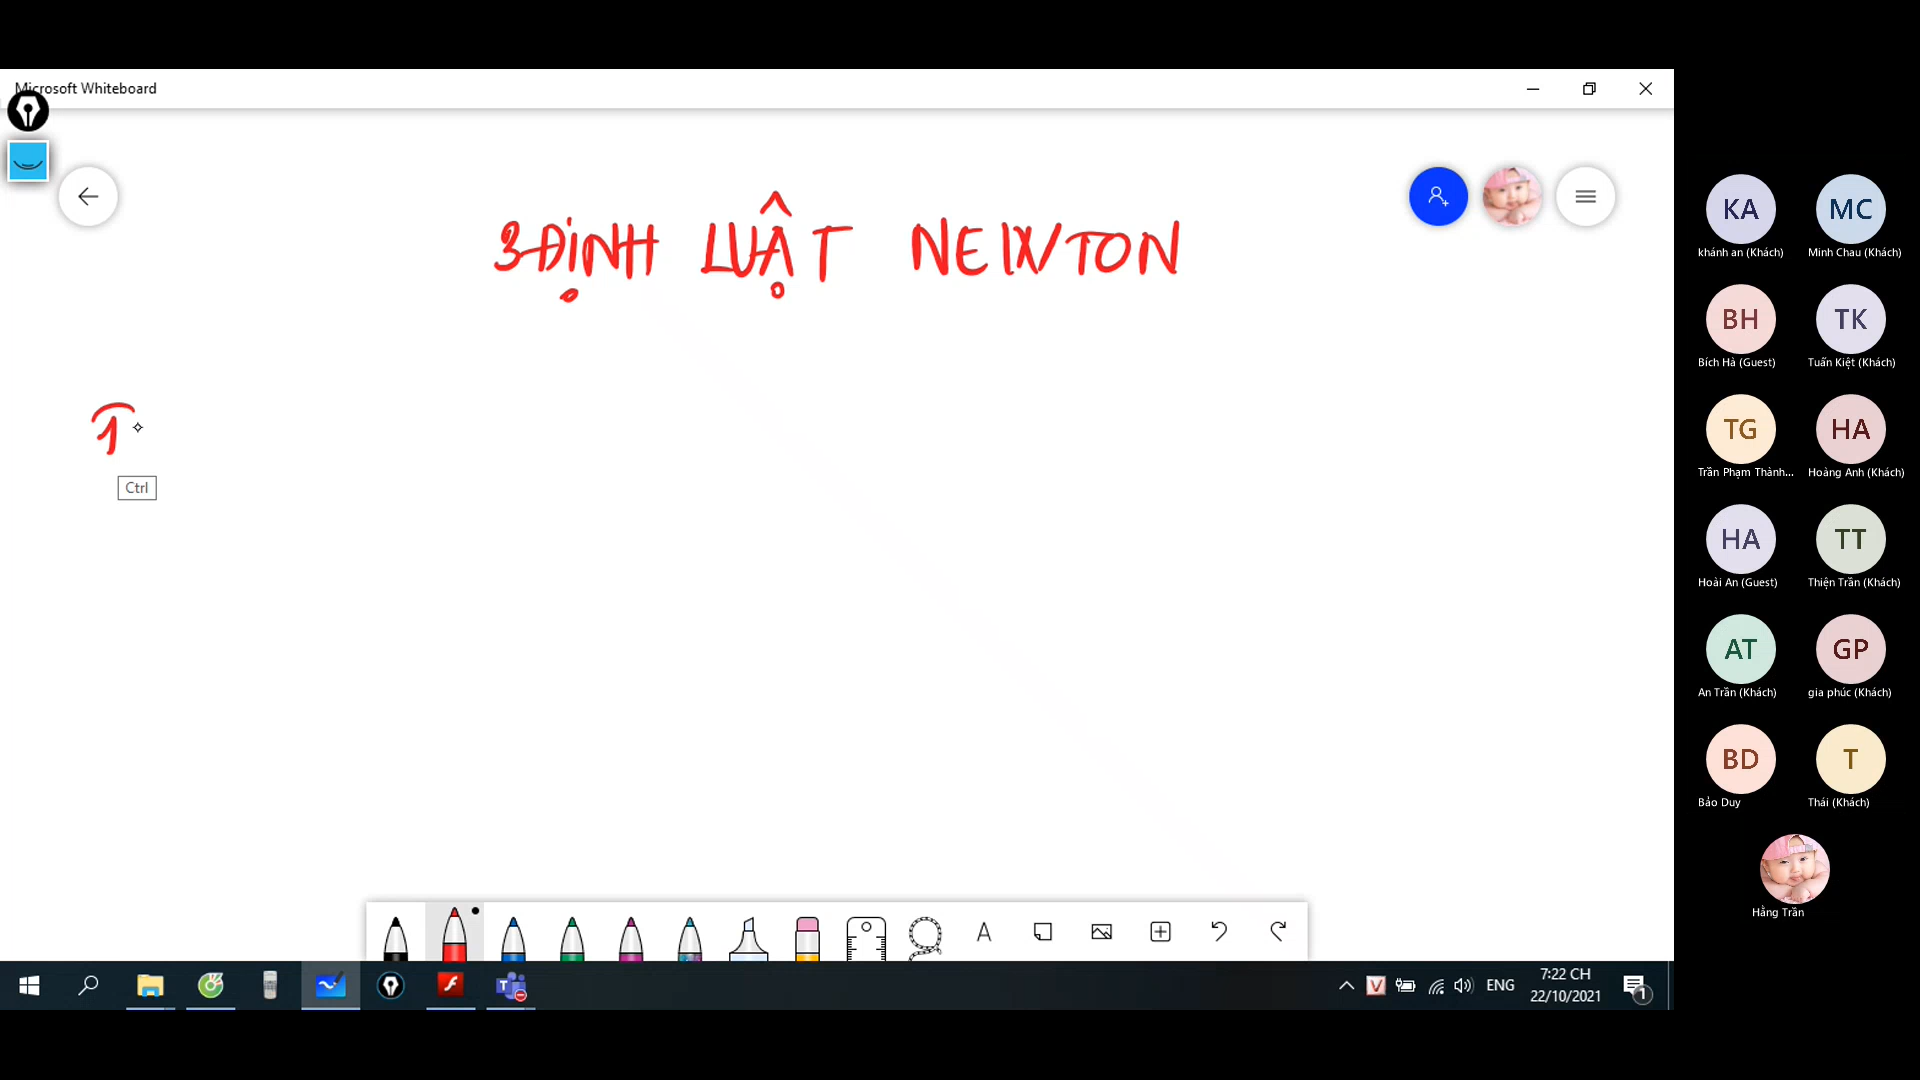 Microsoft Whiteboard
3 ĐỊNH LUẬT NEWTON
1
Ctrl
A
KA
khánh an (Khách)
MC
Minh Chau (Khách)
BH
Bích Hà (Guest)
TK
Tuấn Kiệt (Khách)
TG
Trần Phạm Thành...
HA
Hoàng Anh (Khách)
HA
Hoài An (Guest)
TT
Thiện Trần (Khách)
AT
An Trần (Khách)
GP
gia phúc (Khách)
BD
Bảo Duy
T
Thái (Khách)
Hằng Trần
V
ENG
7:22 CH
22/10/2021
1